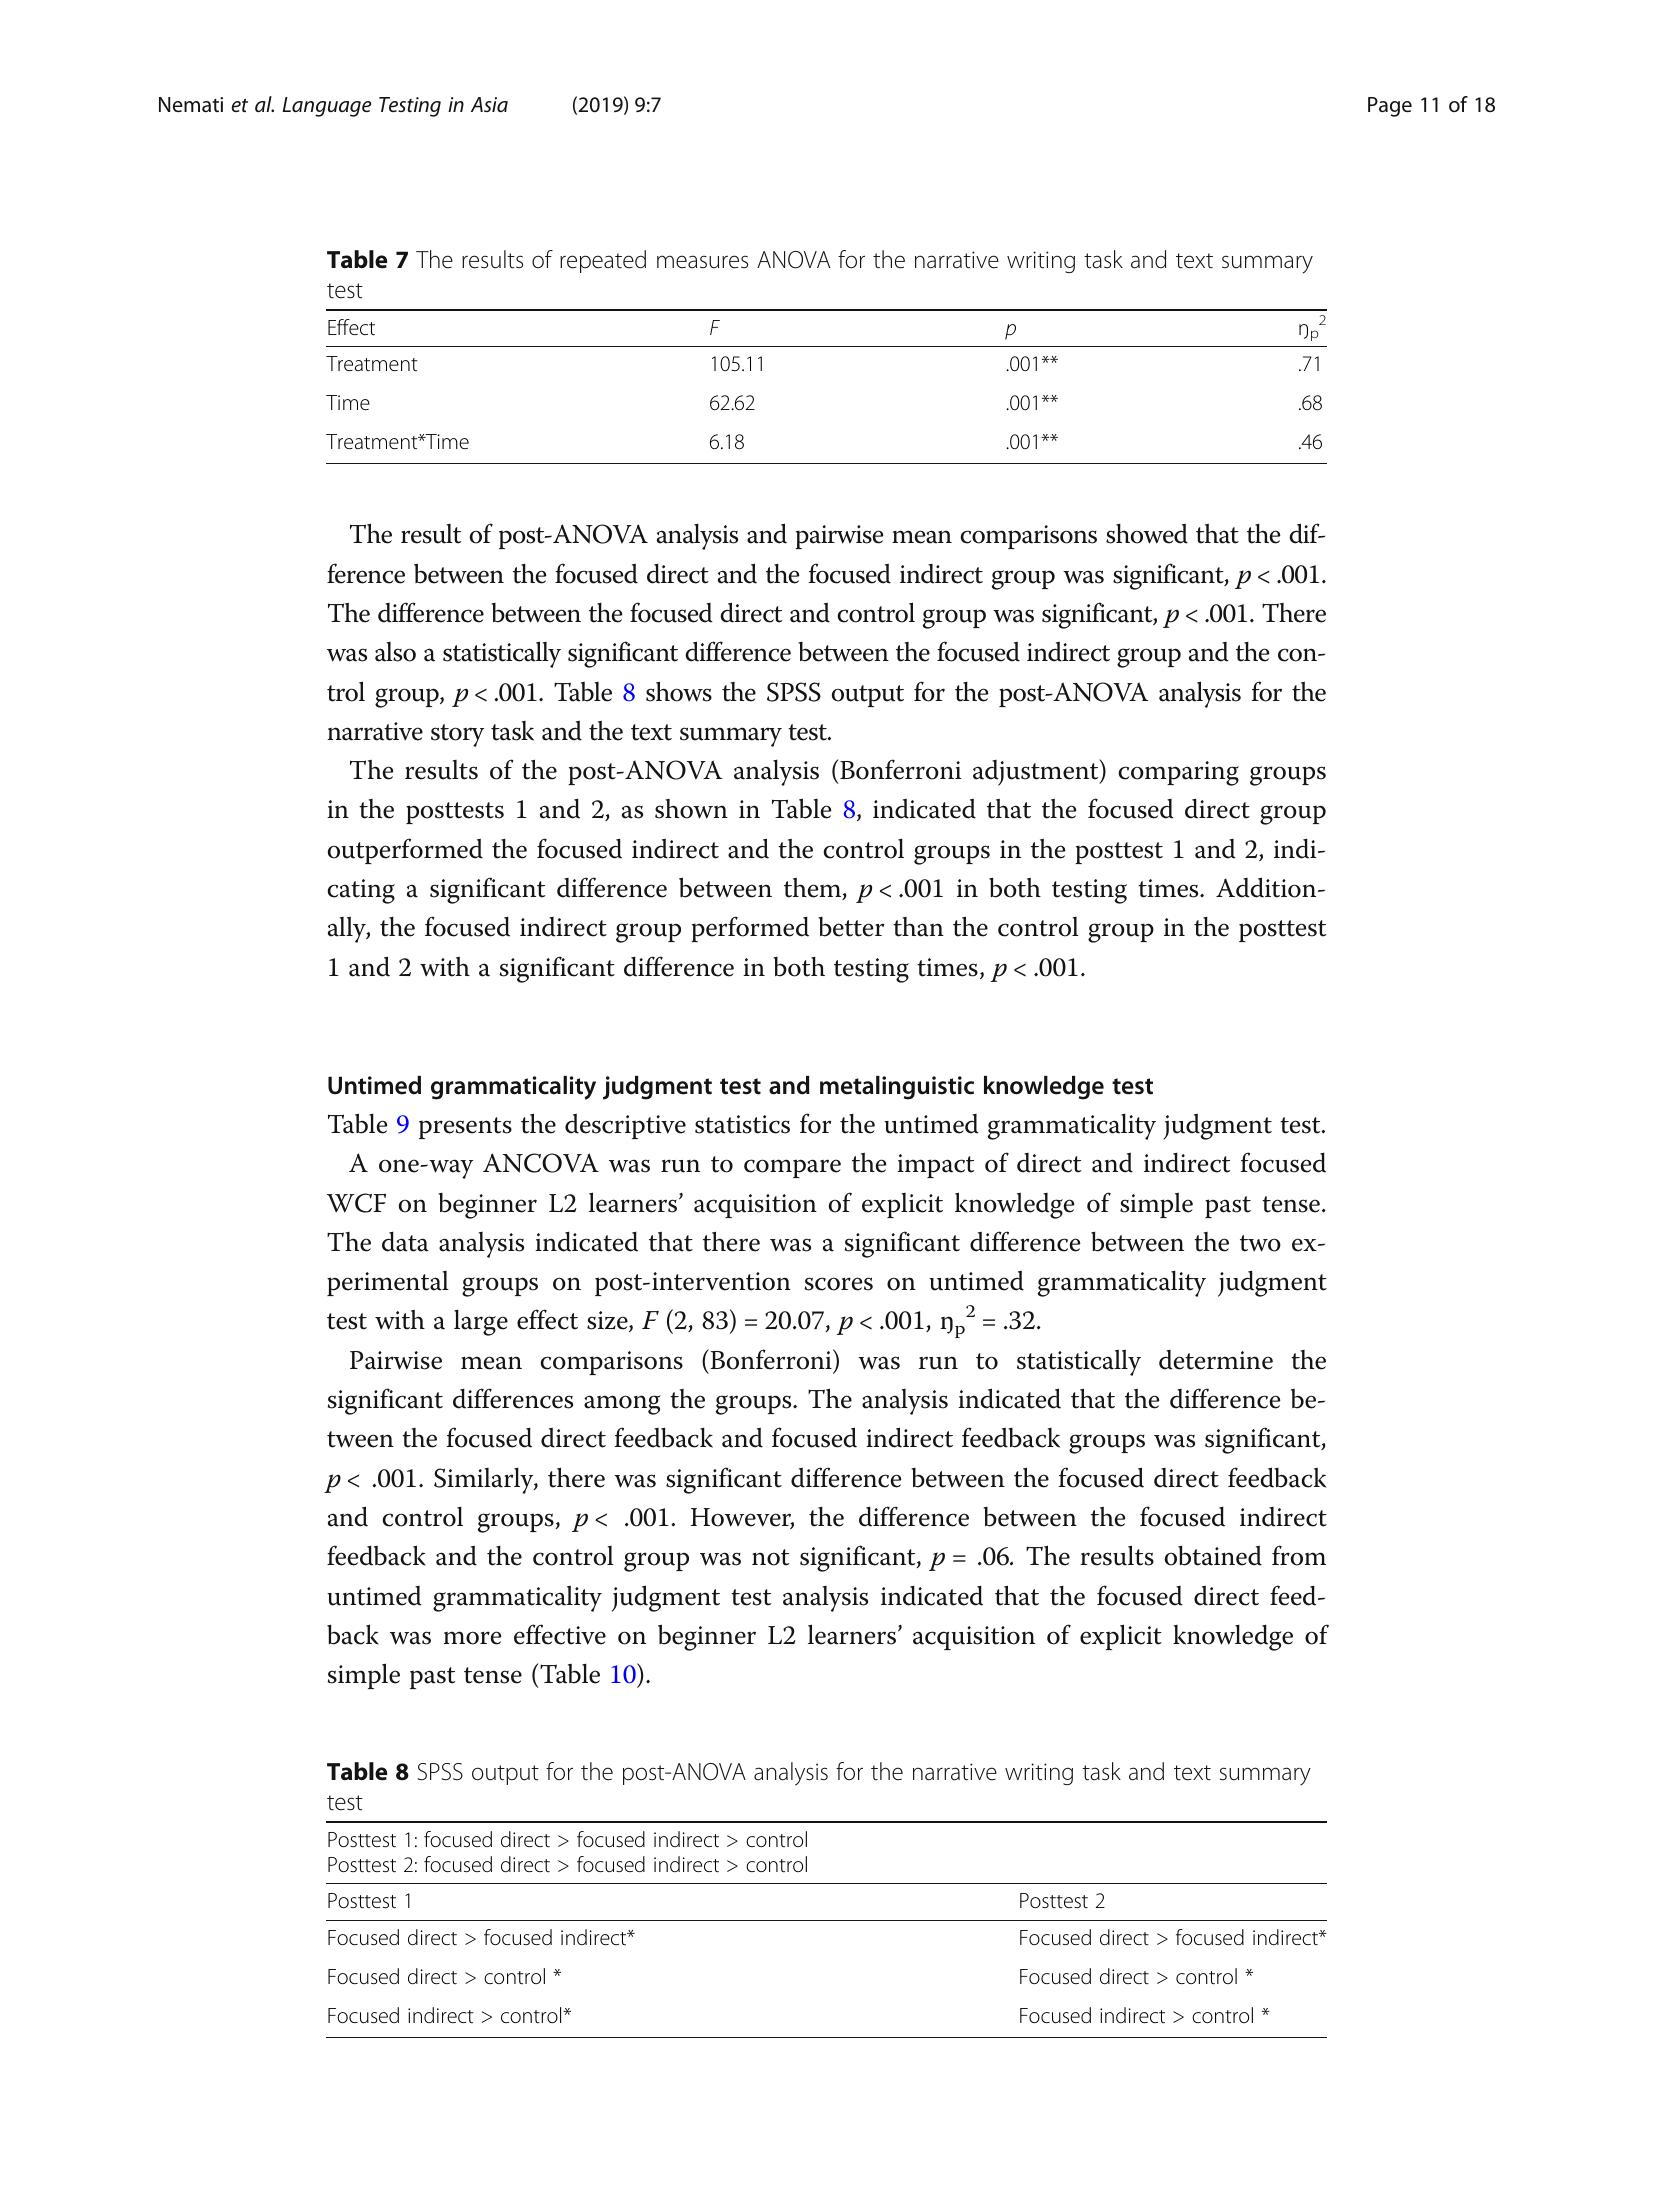 Nemati et al. Language Testing in Asia (2019) 9:7 Page 11 of 18
Table 7 The results of repeated measures ANOVA for the narrative writing task and text summary
test
Effect F p ŋp2
Treatment 105.11 .001** .71
Time 62.62 .001** .68
Treatment*Time 6.18 .001** .46
The result of post-ANOVA analysis and pairwise mean comparisons showed that the dif-
ference between the focused direct and the focused indirect group was significant, p < .001.
The difference between the focused direct and control group was significant, p < .001. There
was also a statistically significant difference between the focused indirect group and the con-
trol group, p < .001. Table 8 shows the SPSS output for the post-ANOVA analysis for the
narrative story task and the text summary test.
The results of the post-ANOVA analysis (Bonferroni adjustment) comparing groups
in the posttests 1 and 2, as shown in Table 8, indicated that the focused direct group
outperformed the focused indirect and the control groups in the posttest 1 and 2, indi-
cating a significant difference between them, p < .001 in both testing times. Addition-
ally, the focused indirect group performed better than the control group in the posttest
1 and 2 with a significant difference in both testing times, p < .001.
Untimed grammaticality judgment test and metalinguistic knowledge test
Table 9 presents the descriptive statistics for the untimed grammaticality judgment test.
A one-way ANCOVA was run to compare the impact of direct and indirect focused
WCF on beginner L2 learners’ acquisition of explicit knowledge of simple past tense.
The data analysis indicated that there was a significant difference between the two ex-
perimental groups on post-intervention scores on untimed grammaticality judgment
test with a large effect size, F (2, 83) = 20.07, p < .001, ŋp2 = .32.
Pairwise mean comparisons (Bonferroni) was run to statistically determine the
significant differences among the groups. The analysis indicated that the difference be-
tween the focused direct feedback and focused indirect feedback groups was significant,
p < .001. Similarly, there was significant difference between the focused direct feedback
and control groups, p < .001. However, the difference between the focused indirect
feedback and the control group was not significant, p = .06. The results obtained from
untimed grammaticality judgment test analysis indicated that the focused direct feed-
back was more effective on beginner L2 learners’ acquisition of explicit knowledge of
simple past tense (Table 10).
Table 8 SPSS output for the post-ANOVA analysis for the narrative writing task and text summary
test
Posttest 1: focused direct > focused indirect > control
Posttest 2: focused direct > focused indirect > control
Posttest 1 Posttest 2
Focused direct > focused indirect* Focused direct > focused indirect*
Focused direct > control * Focused direct > control *
Focused indirect > control* Focused indirect > control *